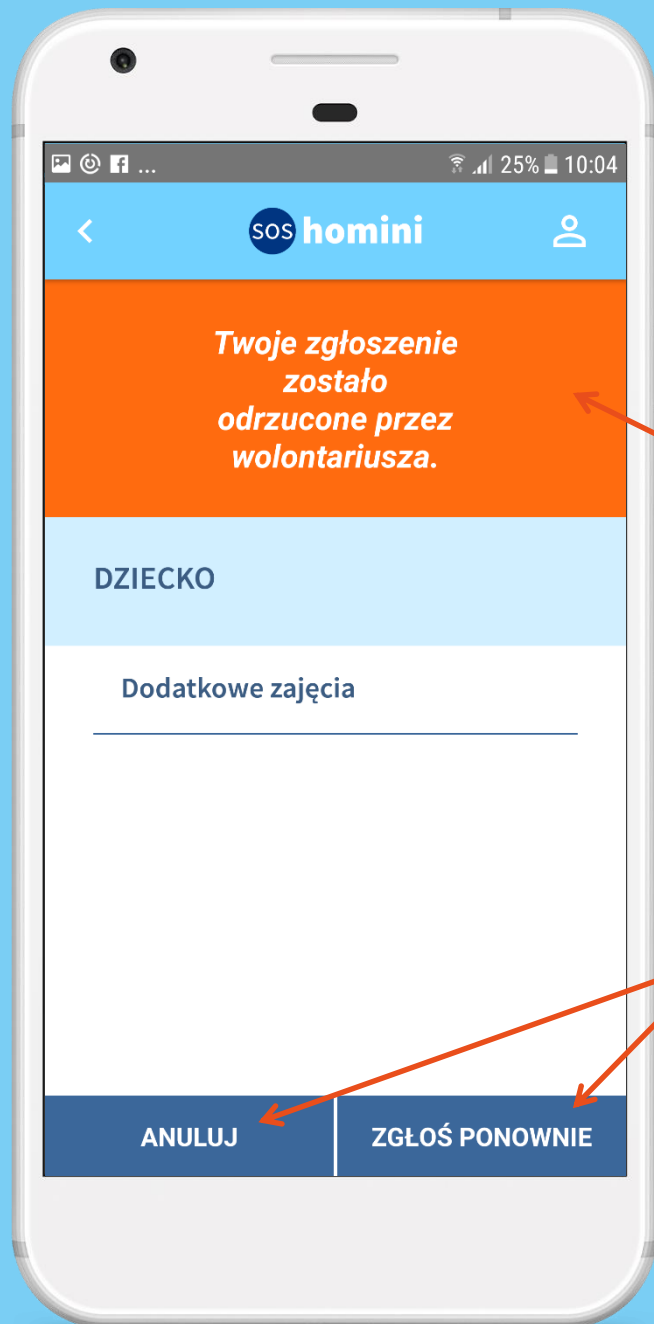 ... 25% 10:04
sos homini
Twoje zgłoszenie
zostało
odrzucone przez
wolontariusza.
DZIECKO
Dodatkowe zajęcia
ANULUJ ZGŁOŚ PONOWNIE